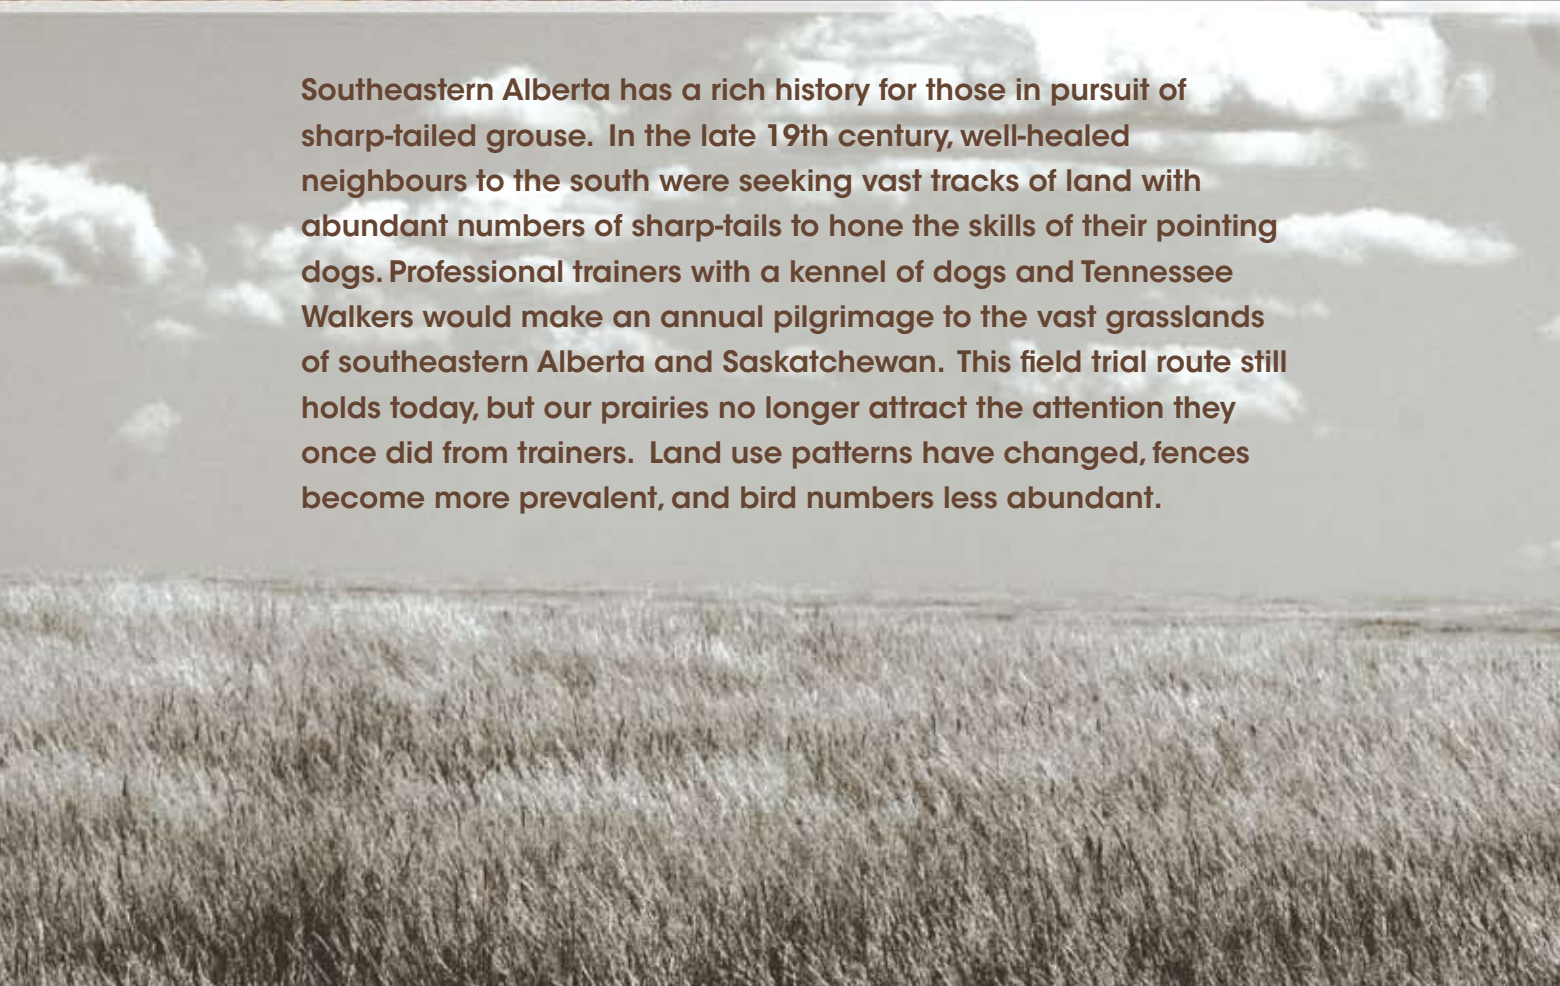 Southeastern Alberta has a rich history for those in pursuit of
sharp-tailed grouse.  In the late 19th century, well-healed
neighbours to the south were seeking vast tracks of land with
abundant numbers of sharp-tails to hone the skills of their pointing
dogs. Professional trainers with a kennel of dogs and Tennessee
Walkers would make an annual pilgrimage to the vast grasslands
of southeastern Alberta and Saskatchewan.  This field trial route still
holds today, but our prairies no longer attract the attention they
once did from trainers.  Land use patterns have changed, fences
become more prevalent, and bird numbers less abundant.